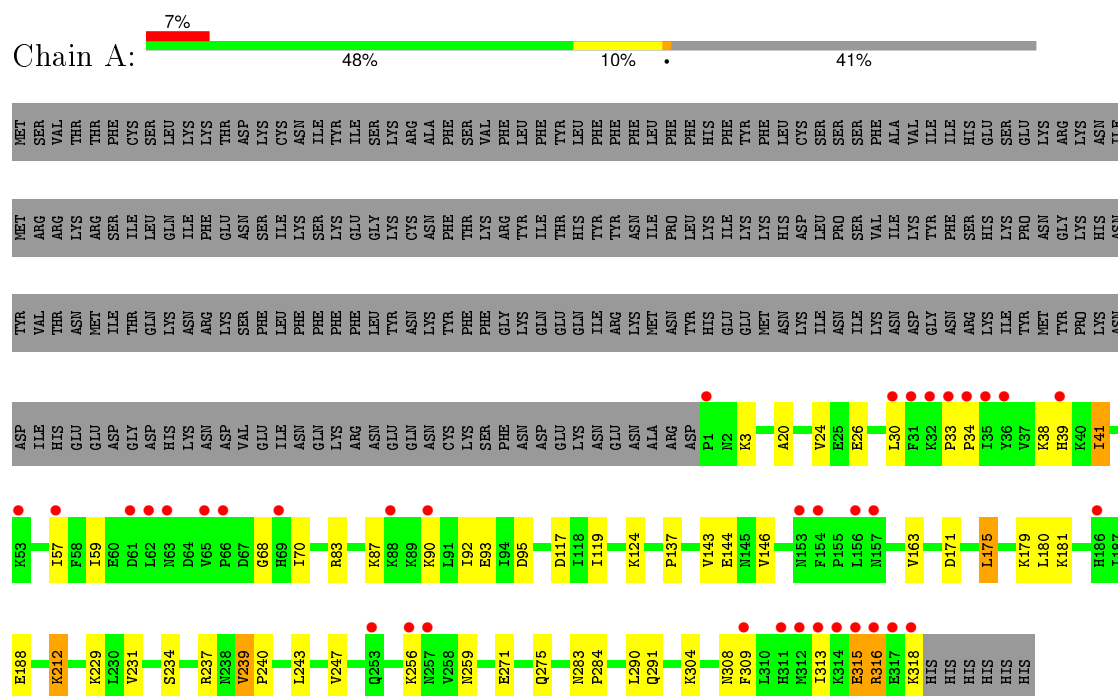 7%
Chain A:
48% 10% • 41%
MET SER VAL THR THR PHE CYS SER LEU LYS LYS THR ASP LYS CYS ASN ILE TYR ILE SER LYS ARG ALA PHE SER VAL PHE LEU PHE TYR LEU PHE PHE PHE PHE LEU PHE PHE HIS PHE TYR PHE LEU CYS SER SER SER PHE ALA VAL ILE ILE HIS GLU SER GLU LYS ARG LYS ASN ILE
MET ARG ARG LYS ARG SER ILE LEU GLN ILE PHE GLU ASN SER ILE LYS SER LYS GLU GLY LYS CYS ASN PHE THR LYS ARG TYR ILE THR HIS TYR TYR ASN ILE PRO LEU LYS ILE LYS LYS HIS ASP LEU PRO SER VAL ILE LYS TYR PHE SER HIS LYS PRO ASN GLY LYS HIS ASN
TYR VAL THR ASN MET ILE THR GLN LYS ASN ARG LYS SER PHE LEU PHE PHE PHE PHE LEU TYR ASN LYS TYR PHE PHE GLY LYS GLN GLU GLN ILE ARG LYS MET ASN TYR HIS GLU GLU MET ASN LYS ILE ASN ILE LYS ASN ASP GLY ASN ARG LYS ILE TYR MET TYR PRO LYS ASN
ASP ILE HIS GLU GLU ASP GLY ASP HIS LYS ASN ASP VAL GLU ILE ASN GLN LYS ARG ASN GLU GLN ASN CYS LYS SER PHE ASN ASP GLU LYS ASN GLU ASN ALA ARG ASP P1 N2 K3 A20 V24 E25 E26 L30 F31 K32 P33 P34 I35 Y36 V37 K38 H39 K40 I41
K53 I57 F58 I59 E60 D61 L62 N63 D64 V65 P66 D67 G68 H69 I70 R83 K87 K88 K89 K90 L91 I92 E93 I94 D95 D117 I118 I119 K124 P137 V143 E144 N145 V146 N153 F154 P155 L156 N157 V163 D171 L175 K179 L180 K181 H186 I187
E188 K212 K229 L230 V231 S234 R237 N238 V239 P240 L243 V247 Q253 K256 N257 V258 N259 E271 Q275 N283 P284 L290 Q291 K304 N308 F309 L310 H311 M312 I313 K314 E315 R316 E317 K318 HIS HIS HIS HIS HIS HIS